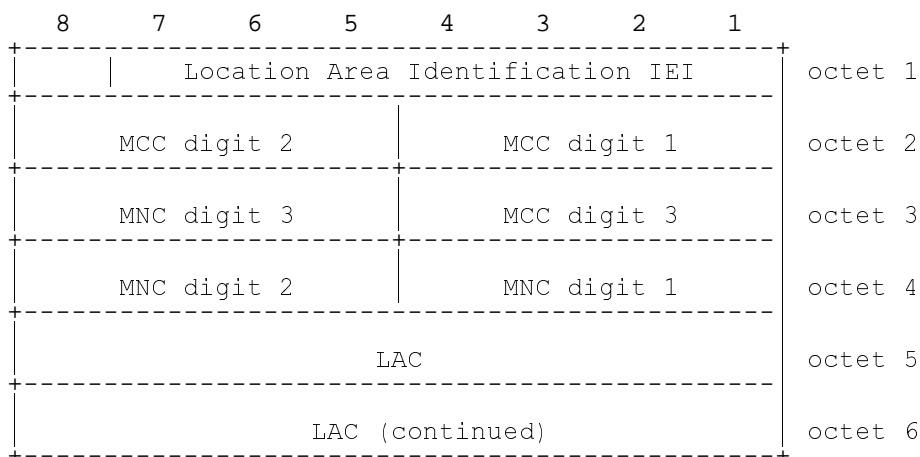 8 7 6 5 4 3 2 1
Location Area Identification IEI octet 1
MCC digit 2 MCC digit 1 octet 2
MNC digit 3 MCC digit 3 octet 3
MNC digit 2 MNC digit 1 octet 4
LAC octet 5
LAC (continued) octet 6